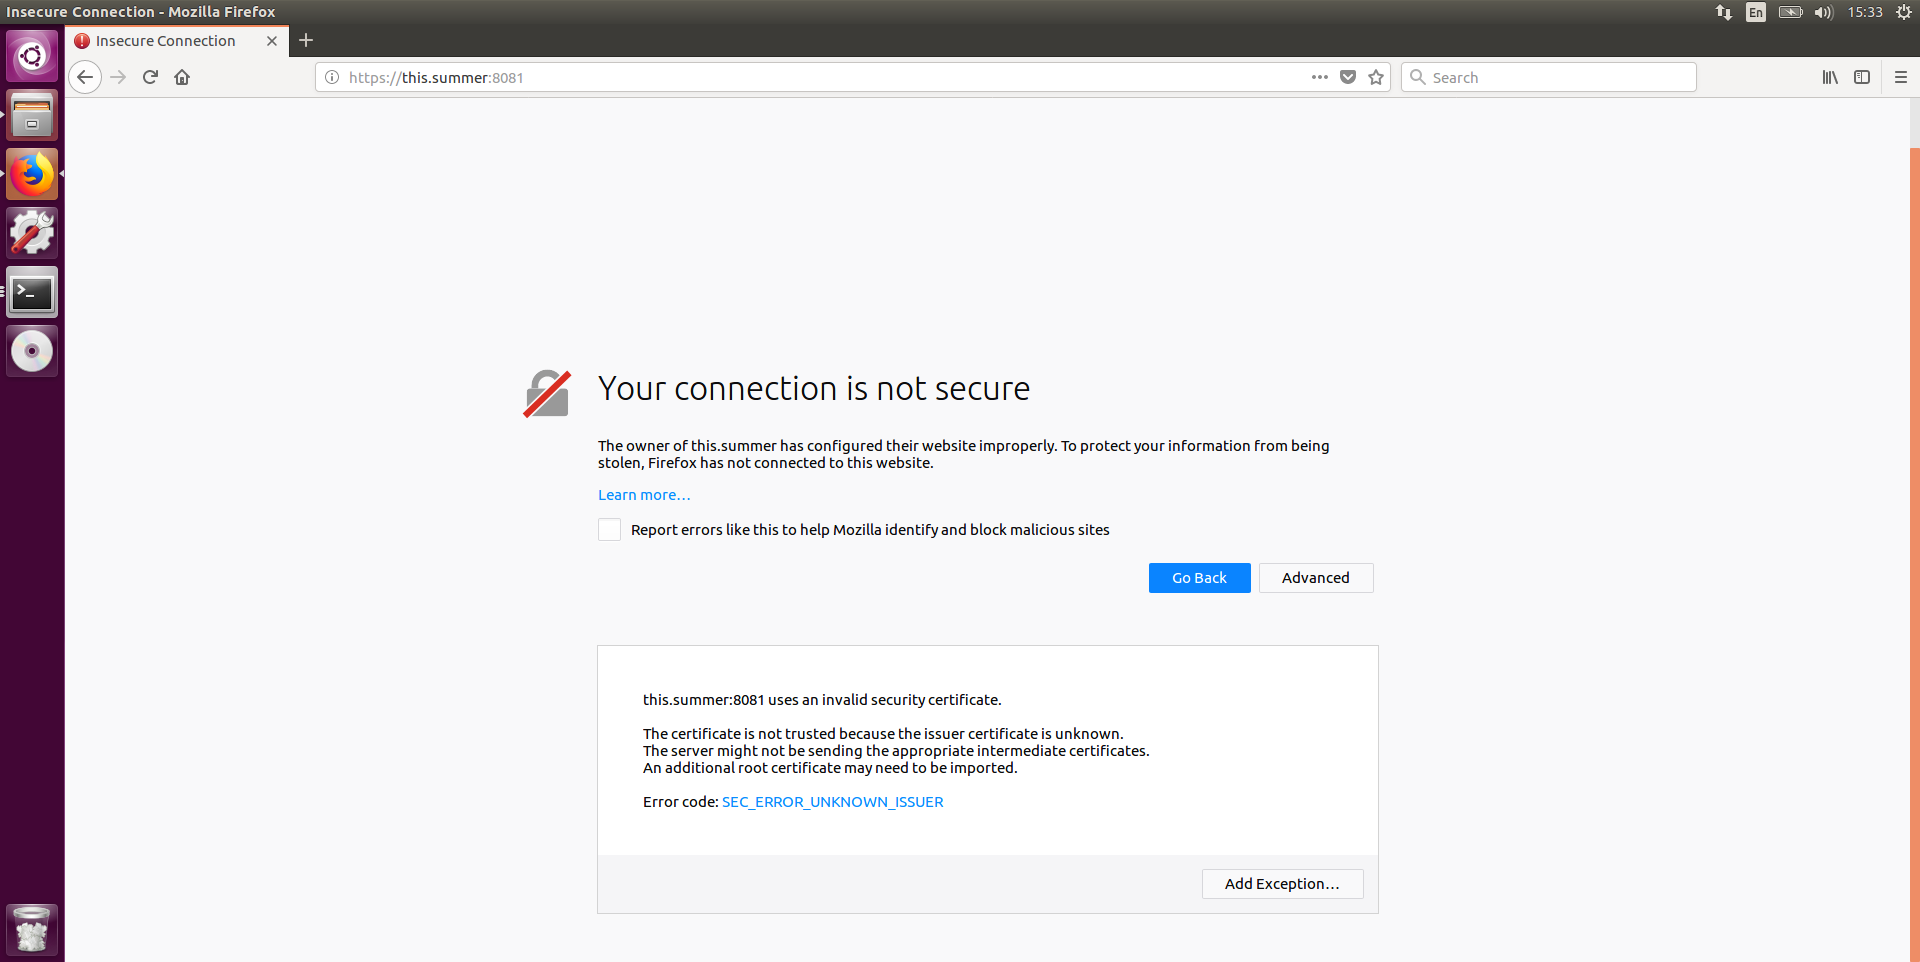 Insecure Connection - Mozilla Firefox
En
15:33
Insecure Connection
https://this.summer:8081
Search
Your connection is not secure
The owner of this.summer has configured their website improperly. To protect your information from being
stolen, Firefox has not connected to this website.
Learn more…
Report errors like this to help Mozilla identify and block malicious sites
Go Back
Advanced
this.summer:8081 uses an invalid security certificate.
The certificate is not trusted because the issuer certificate is unknown.
The server might not be sending the appropriate intermediate certificates.
An additional root certificate may need to be imported.
Error code: SEC_ERROR_UNKNOWN_ISSUER
Add Exception…